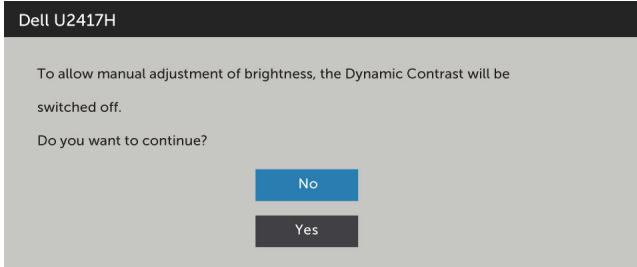 Dell U2417H
To allow manual adjustment of brightness, the Dynamic Contrast will be
switched off.
Do you want to continue?
No
Yes